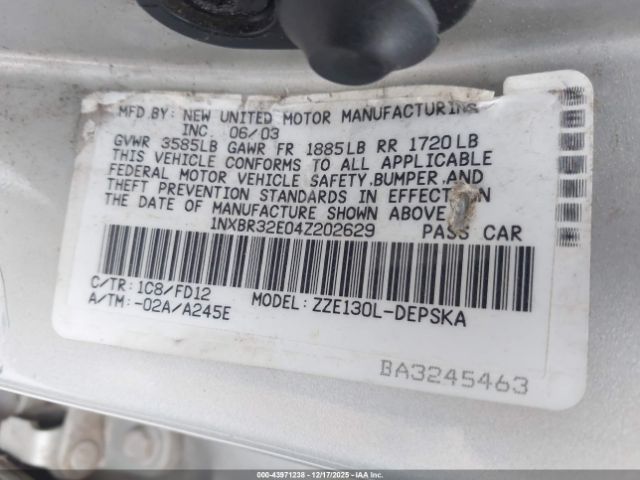 MFD.BY: NEW UNITED MOTOR MANUFACTURING
INC. 06/03
GVWR 3585LB GAWR FR 1885LB RR 1720LB
THIS VEHICLE CONFORMS TO ALL APPLICABLE
FEDERAL MOTOR VEHICLE SAFETY,BUMPER,AND
THEFT PREVENTION STANDARDS IN EFFECT ON
THE DATE OF MANUFACTURE SHOWN ABOVE
1NXBR32E04Z202629 PASS CAR
C/TR: 1C8/FD12
A/TM: -02A/A245E MODEL: ZZE130L-DEPSKA
BA3245463
000-43971238 - 12/17/2025 - IAAI.COM